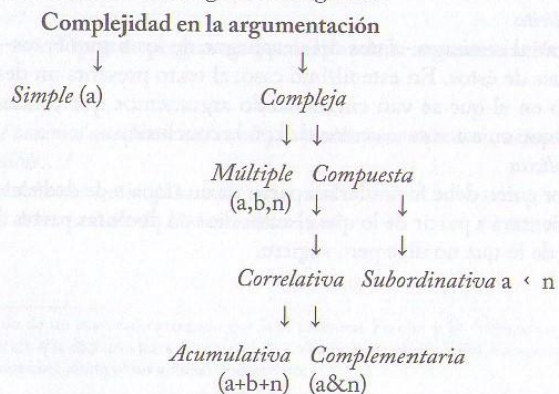 Complejidad en la argumentación
↓ ↓
Simple (a) Compleja
↓ ↓
Múltiple Compuesta
(a,b,n) ↓ ↓
↓ ↓
Correlativa Subordinativa a < n
↓ ↓
Acumulativa Complementaria
(a+b+n) (a&n)